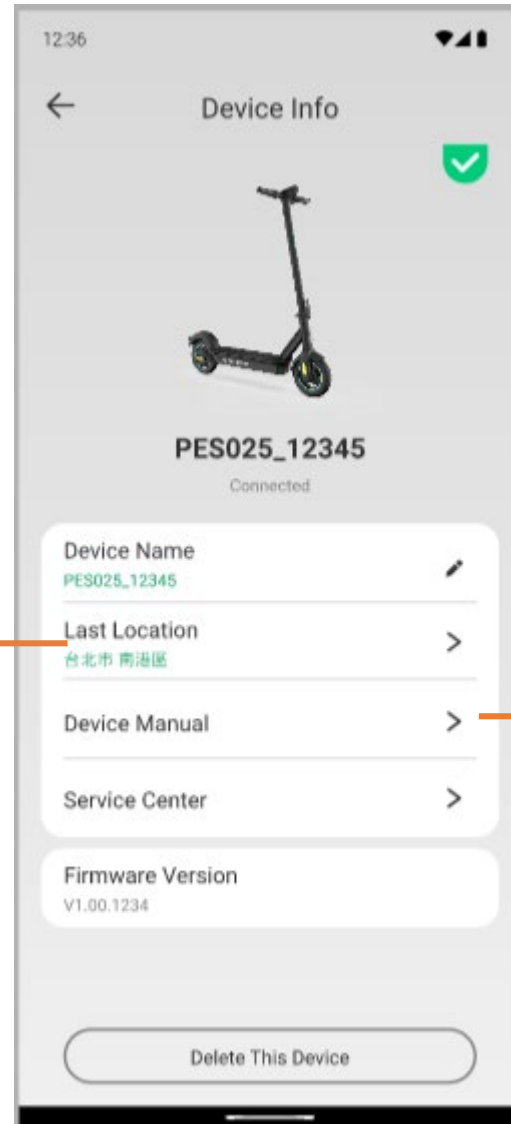 12:36
Device Info
PES025_12345
Connected
Device Name
PES025_12345
Last Location
台北市 南港區
Device Manual
Service Center
Firmware Version
V1.00.1234
Delete This Device